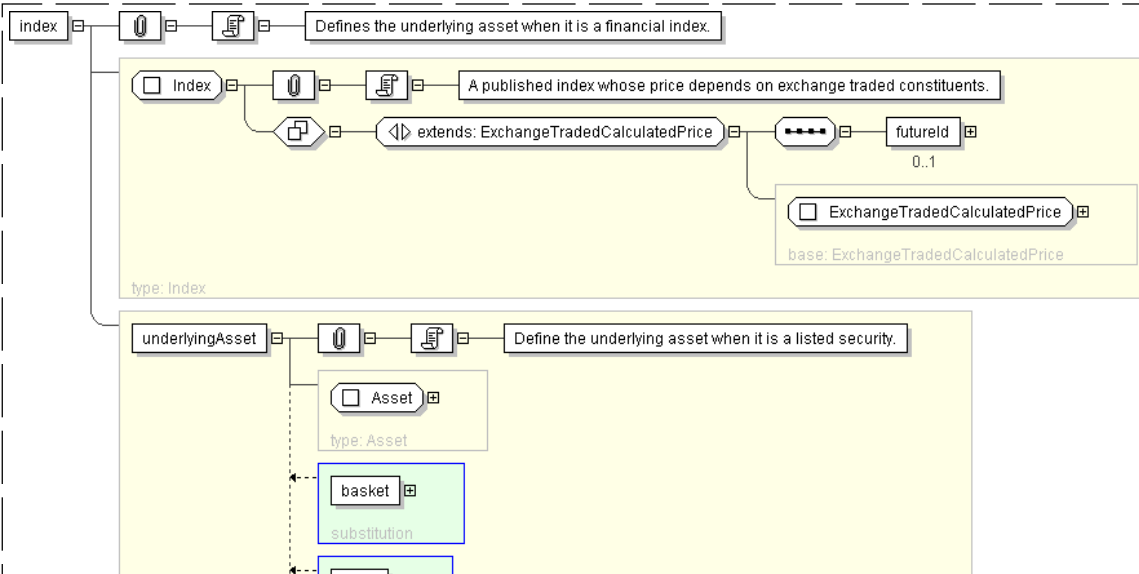 index
Defines the underlying asset when it is a financial index.
Index
A published index whose price depends on exchange traded constituents.
extends: ExchangeTradedCalculatedPrice
futureId
0..1
ExchangeTradedCalculatedPrice
base: ExchangeTradedCalculatedPrice
type: Index
underlyingAsset
Define the underlying asset when it is a listed security.
Asset
type: Asset
basket
substitution